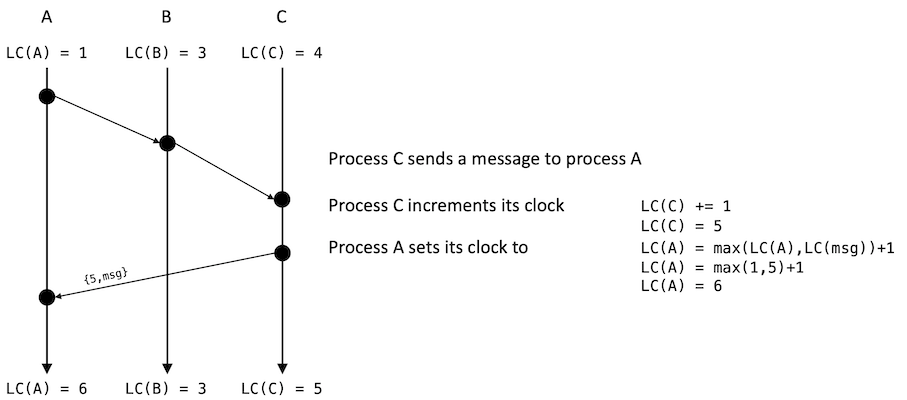 A B C
LC(A) = 1 LC(B) = 3 LC(C) = 4
Process C sends a message to process A
Process C increments its clock LC(C) += 1
LC(C) = 5
Process A sets its clock to LC(A) = max(LC(A),LC(msg))+1
LC(A) = max(1,5)+1
{5,msg}
LC(A) = 6
LC(A) = 6 LC(B) = 3 LC(C) = 5